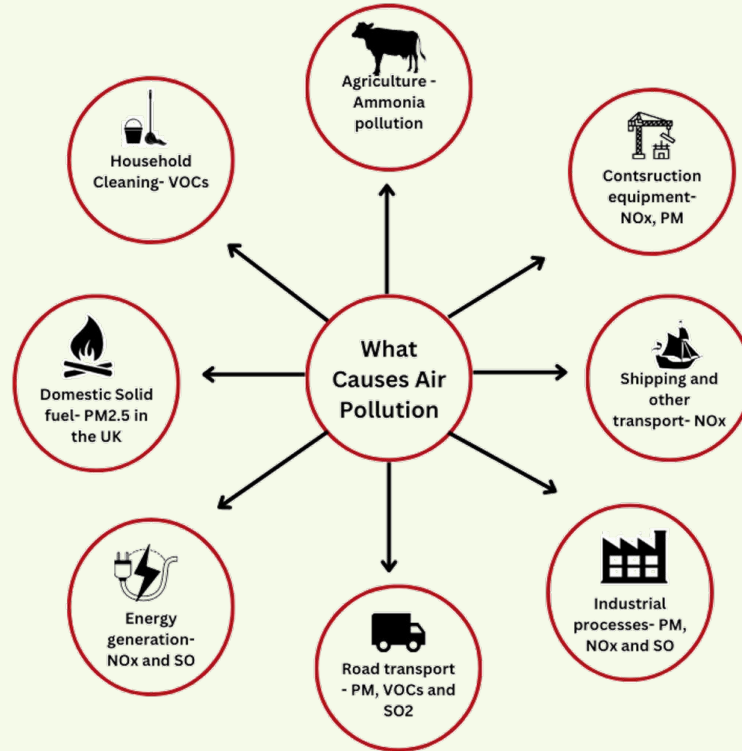 What
Causes Air
Pollution
Agriculture -
Ammonia
pollution
Contsruction
equipment-
NOx, PM
Shipping and
other
transport- NOx
Industrial
processes- PM,
NOx and SO
Road transport
- PM, VOCs and
SO2
Energy
generation-
NOx and SO
Domestic Solid
fuel- PM2.5 in
the UK
Household
Cleaning- VOCs